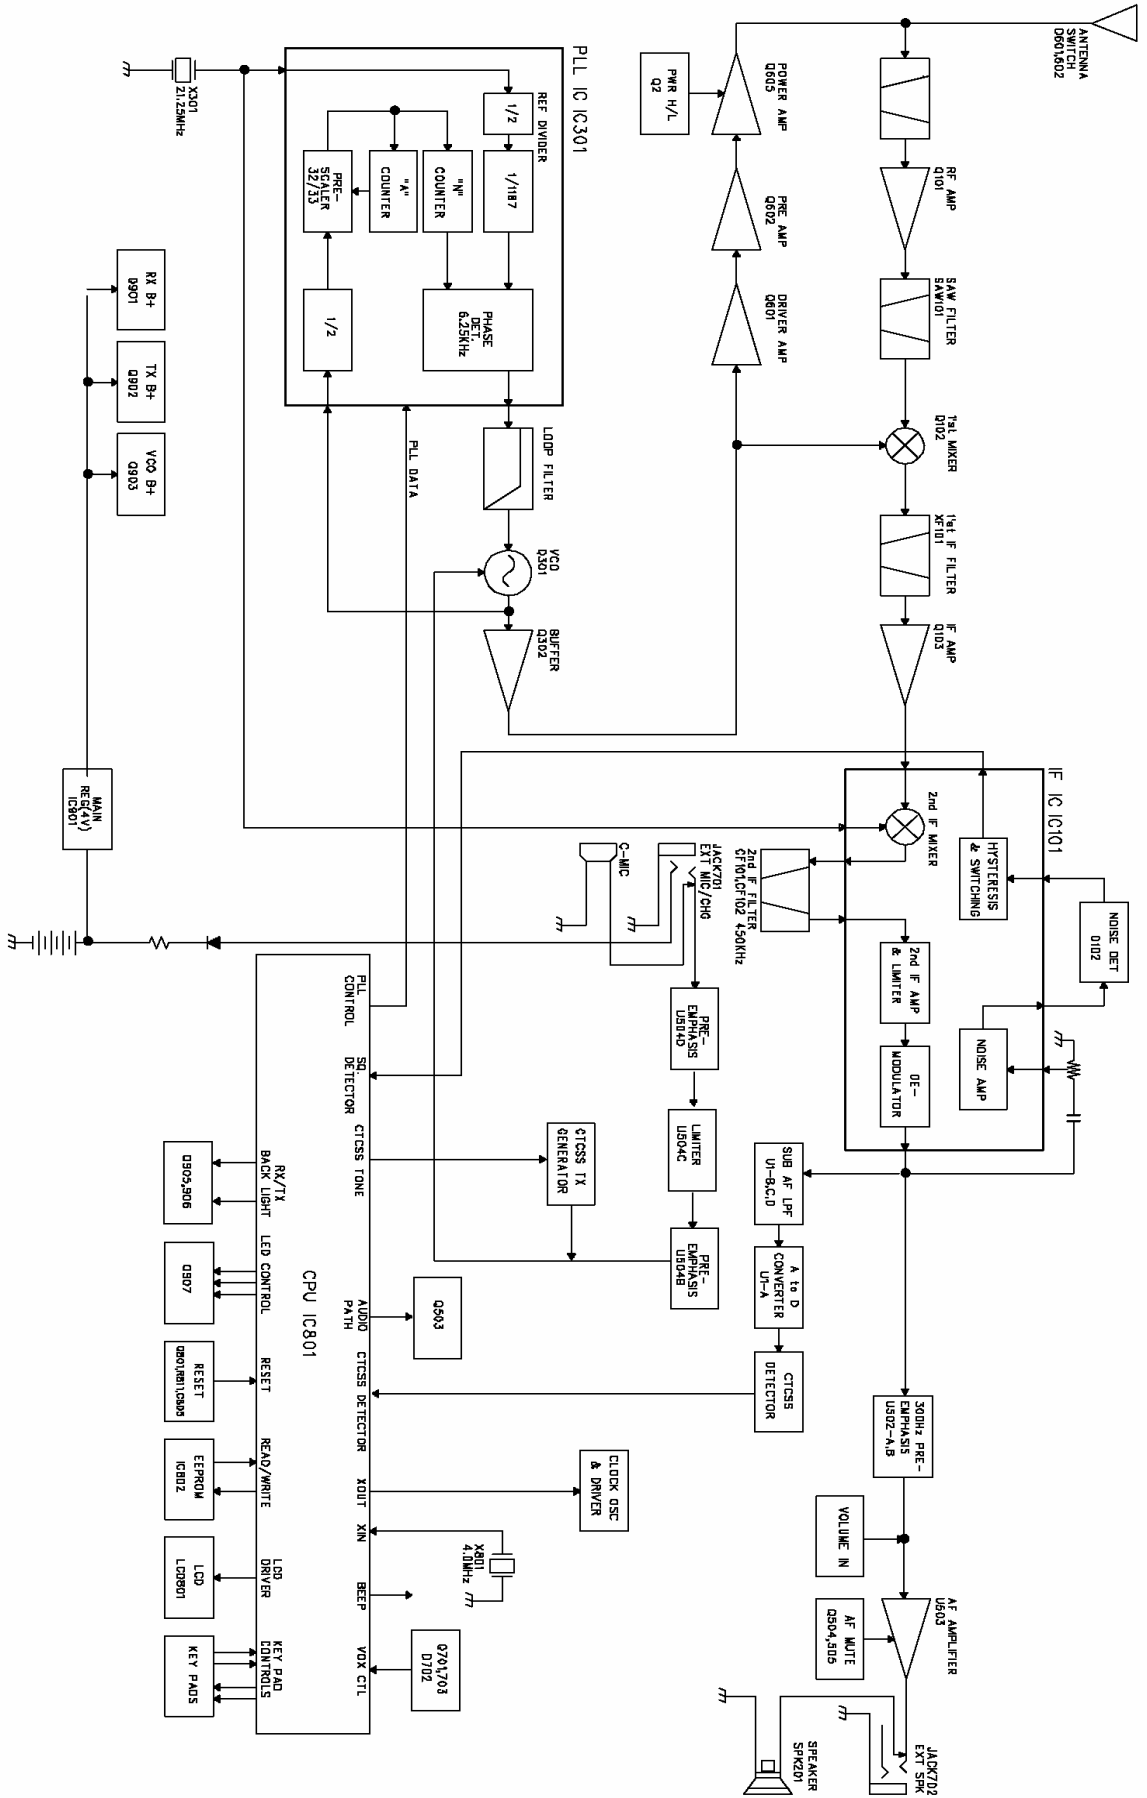 ANTENNA
SWITCH
D601,602
RF AMP
Q101
SAW FILTER
SAW101
1'st MIXER
Q102
1'st IF FILTER
XF101
IF AMP
Q103
POWER AMP
Q605
PWR H/L
Q2
PRE AMP
Q602
DRIVER AMP
Q601
PLL IC IC301
REF DIVIDER
1/2
1/1187
"N"
COUNTER
"A"
COUNTER
PRE-
SCALER
32/33
PHASE
DET.
6.25KHz
1/2
X301
21.25MHz
LOOP FILTER
PLL DATA
VCO
Q301
BUFFER
Q302
RX B+
Q901
TX B+
Q902
VCO B+
Q903
MAIN
REG(4V)
IC901
IF IC IC101
2nd IF MIXER
HYSTERESIS
& SWITCHING
NOISE DET
D102
2nd IF AMP
& LIMITER
NOISE AMP
DE-
MODULATOR
2nd IF FILTER
CF101,CF102 450KHz
JACK701
EXT MIC/CHG
C-MIC
PRE-
EMPHASIS
U504D
LIMITER
U504C
PRE-
EMPHASIS
U504B
CTCSS TX
GENERATOR
SUB AF LPF
U1-B,C,D
A to D
CONVERTER
U1-A
CTCSS
DETECTOR
300Hz PRE-
EMPHASIS
U502-A,B
VOLUME IN
AF AMPLIFIER
U503
AF MUTE
Q504,505
JACK702
EXT SPK
SPEAKER
SPK201
CPU IC801
PLL
CONTROL
SQ.
DETECTOR
CTCSS TONE
AUDIO
PATH
CTCSS DETECTOR
XOUT
XIN
BEEP
VOX CTL
Q503
CLOCK OSC
& DRIVER
X801
4.0MHz
Q701,703
D702
RX/TX
BACK LIGHT
LED CONTROL
RESET
READ/WRITE
LCD
DRIVER
KEY PAD
CONTROLS
Q905,906
Q907
RESET
EEPROM
IC802
LCD
LCD801
KEY PADS